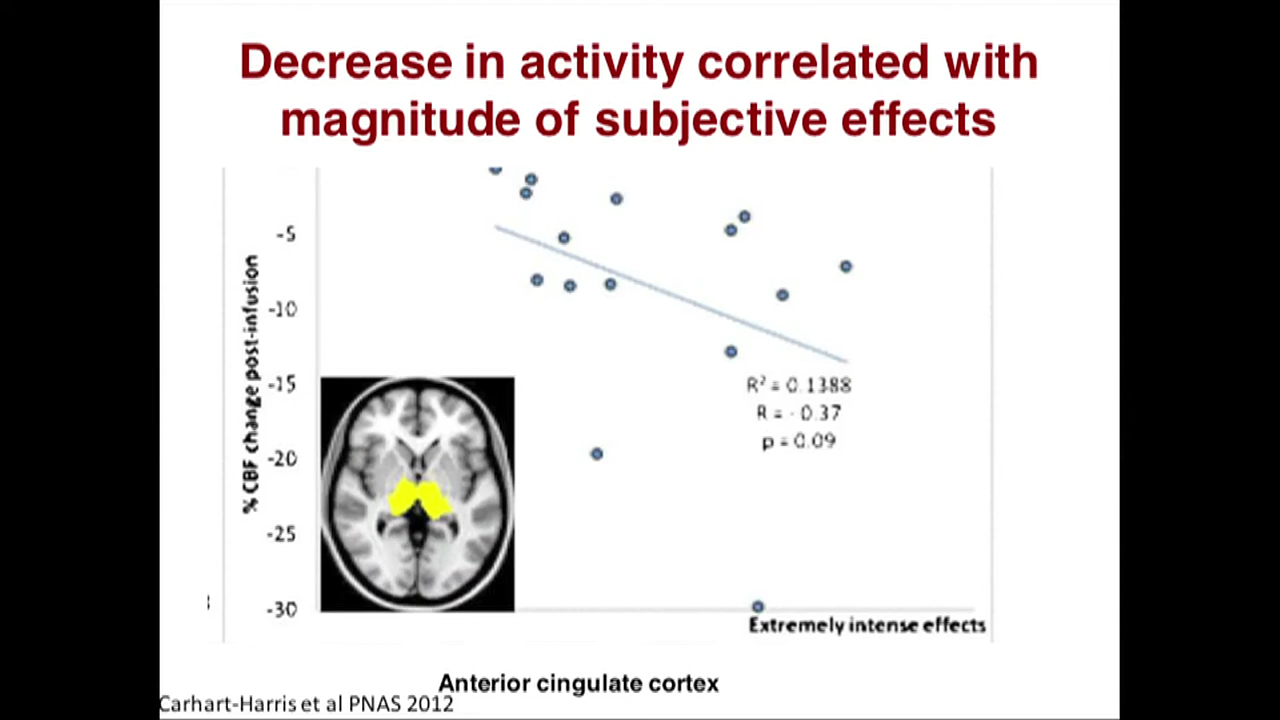 Decrease in activity correlated with
magnitude of subjective effects
% CBF change post-infusion
-5
-10
-15
-20
-25
-30
R² = 0.1388
R = - 0.37
p = 0.09
Extremely intense effects
Anterior cingulate cortex
Carhart-Harris et al PNAS 2012